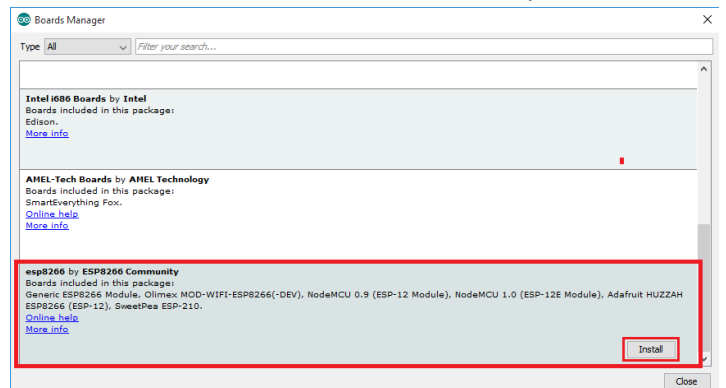 Boards Manager
Type All Filter your search...
Intel i686 Boards by Intel
Boards included in this package:
Edison.
More info
AMEL-Tech Boards by AMEL Technology
Boards included in this package:
SmartEverything Fox.
Online help
More info
esp8266 by ESP8266 Community
Boards included in this package:
Generic ESP8266 Module, Olimex MOD-WIFI-ESP8266(-DEV), NodeMCU 0.9 (ESP-12 Module), NodeMCU 1.0 (ESP-12E Module), Adafruit HUZZAH
ESP8266 (ESP-12), SweetPea ESP-210.
Online help
More info
Install
Close